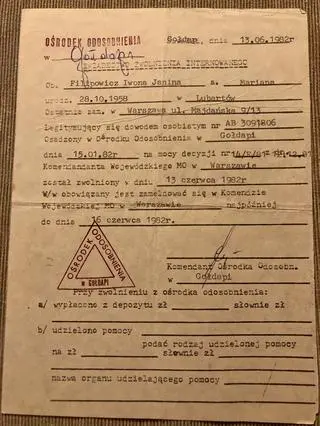 OŚRODEK ODOSOBNIENIA
Gołdap, dnia 13.06.1982r
w Gołdapi
ŚWIADECTWO ZWOLNIENIA INTERNOWANEGO
Ob. Filipowicz Iwona Janina s. Mariana
urodz. 28.10.1958 w Lubartów
Ostatnio zam. w Warszawa ul. Majdańska 9/13
Legitymujący się dowodem osobistym nr AB 3091806
Osadzony w Ośrodku Odosobnienia w Gołdapi
dnia 15.01.82r na mocy decyzji nr
Komendanta Wojewódzkiego MO w Warszawie
został zwolniony w dniu 13 czerwca 1982r
W/w obowiązany jest zameldować się w Komendzie
Wojewódzkiej MO w Warszawie najpóźniej
do dnia 16 czerwca 1982r.
OŚRODEK ODOSOBNIENIA
w GOŁDAPI
Komendant Ośrodka Odosobn.
w Gołdapi
Przy zwolnieniu z ośrodka odosobnienia:
a/ wypłacono z depozytu zł słownie zł
b/ udzielono pomocy
podać rodzaj udzielonej pomocy
na zł słownie zł
nazwa organu udzielającego pomocy